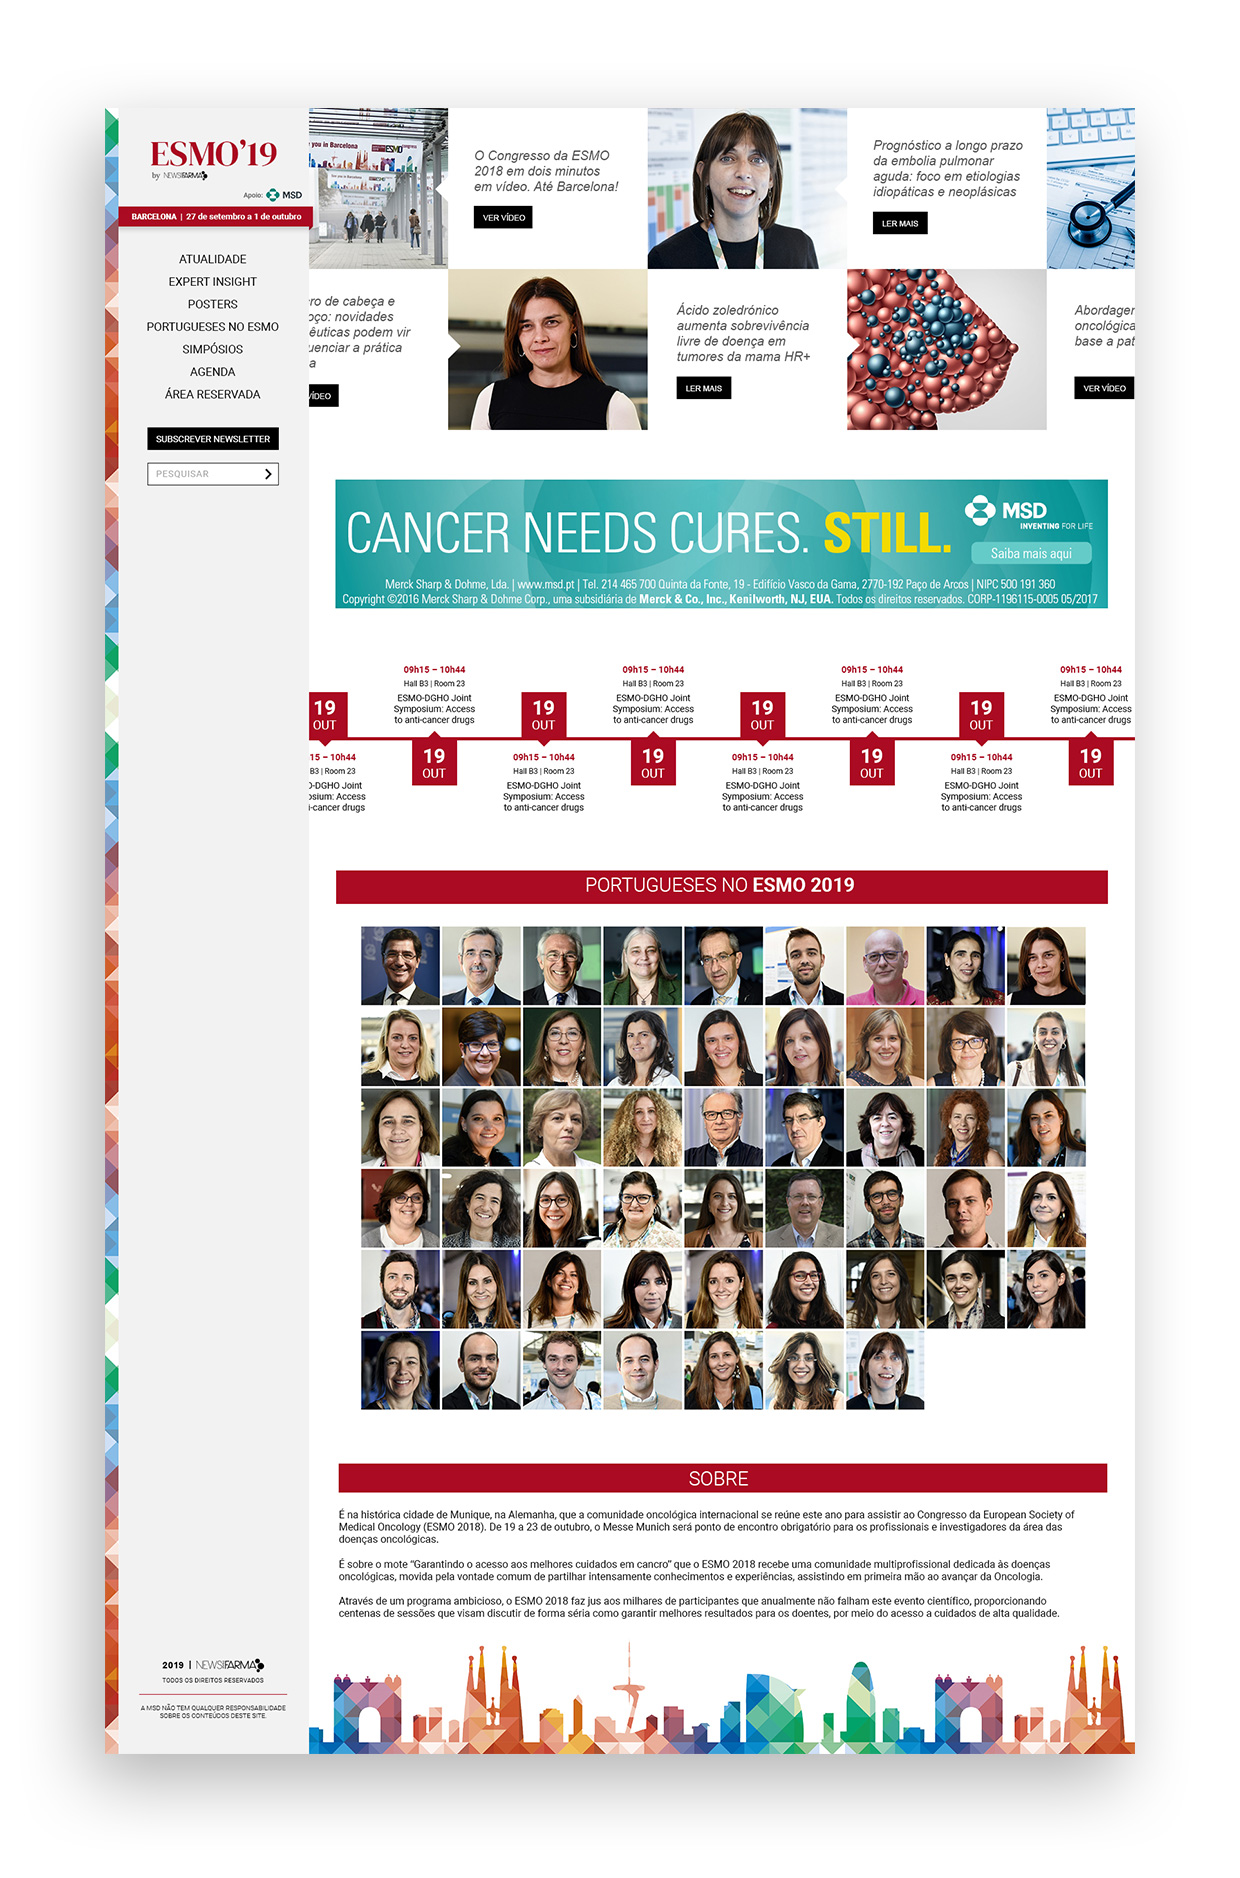 ESMO'19
by NEWSFARMA
Apoio: MSD
BARCELONA | 27 de setembro a 1 de outubro
ATUALIDADE
EXPERT INSIGHT
POSTERS
PORTUGUESES NO ESMO
SIMPÓSIOS
AGENDA
ÁREA RESERVADA
SUBSCREVER NEWSLETTER
PESQUISAR
you in Barcelona
ESMO
O Congresso da ESMO
2018 em dois minutos
em vídeo. Até Barcelona!
VER VÍDEO
Prognóstico a longo prazo
da embolia pulmonar
aguda: foco em etiologias
idiopáticas e neoplásicas
LER MAIS
ro de cabeça e
oço: novidades
êuticas podem vir
uenciar a prática
a
VÍDEO
Ácido zoledrónico
aumenta sobrevivência
livre de doença em
tumores da mama HR+
LER MAIS
Abordager
oncológica
base a pat
VER VÍDEO
CANCER NEEDS CURES. STILL.
MSD
INVENTING FOR LIFE
Saiba mais aqui
Merck Sharp & Dohme, Lda. | www.msd.pt | Tel. 214 465 700 Quinta da Fonte, 19 - Edifício Vasco da Gama, 2770-192 Paço de Arcos | NIPC 500 191 360
Copyright ©2016 Merck Sharp & Dohme Corp., uma subsidiária de Merck & Co., Inc., Kenilworth, NJ, EUA. Todos os direitos reservados. CORP-1196115-0005 05/2017
19
OUT
15 – 10h44
B3 | Room 23
O-DGHO Joint
posium: Access
i-cancer drugs
09h15 – 10h44
Hall B3 | Room 23
ESMO-DGHO Joint
Symposium: Access
to anti-cancer drugs
19
OUT
19
OUT
09h15 – 10h44
Hall B3 | Room 23
ESMO-DGHO Joint
Symposium: Access
to anti-cancer drugs
09h15 – 10h44
Hall B3 | Room 23
ESMO-DGHO Joint
Symposium: Access
to anti-cancer drugs
19
OUT
19
OUT
09h15 – 10h44
Hall B3 | Room 23
ESMO-DGHO Joint
Symposium: Access
to anti-cancer drugs
09h15 – 10h44
Hall B3 | Room 23
ESMO-DGHO Joint
Symposium: Access
to anti-cancer drugs
19
OUT
19
OUT
09h15 – 10h44
Hall B3 | Room 23
ESMO-DGHO Joint
Symposium: Access
to anti-cancer drugs
09h15 – 10h44
Hall B3 | Room 23
ESMO-DGHO Joint
Symposium: Access
to anti-cancer drugs
19
OUT
PORTUGUESES NO ESMO 2019
SOBRE
É na histórica cidade de Munique, na Alemanha, que a comunidade oncológica internacional se reúne este ano para assistir ao Congresso da European Society of
Medical Oncology (ESMO 2018). De 19 a 23 de outubro, o Messe Munich será ponto de encontro obrigatório para os profissionais e investigadores da área das
doenças oncológicas.
É sobre o mote “Garantindo o acesso aos melhores cuidados em cancro” que o ESMO 2018 recebe uma comunidade multiprofissional dedicada às doenças
oncológicas, movida pela vontade comum de partilhar intensamente conhecimentos e experiências, assistindo em primeira mão ao avançar da Oncologia.
Através de um programa ambicioso, o ESMO 2018 faz jus aos milhares de participantes que anualmente não falham este evento científico, proporcionando
centenas de sessões que visam discutir de forma séria como garantir melhores resultados para os doentes, por meio do acesso a cuidados de alta qualidade.
2019 | NEWSFARMA
TODOS OS DIREITOS RESERVADOS
A MSD NÃO TEM QUALQUER RESPONSABILIDADE
SOBRE OS CONTEÚDOS DESTE SITE.